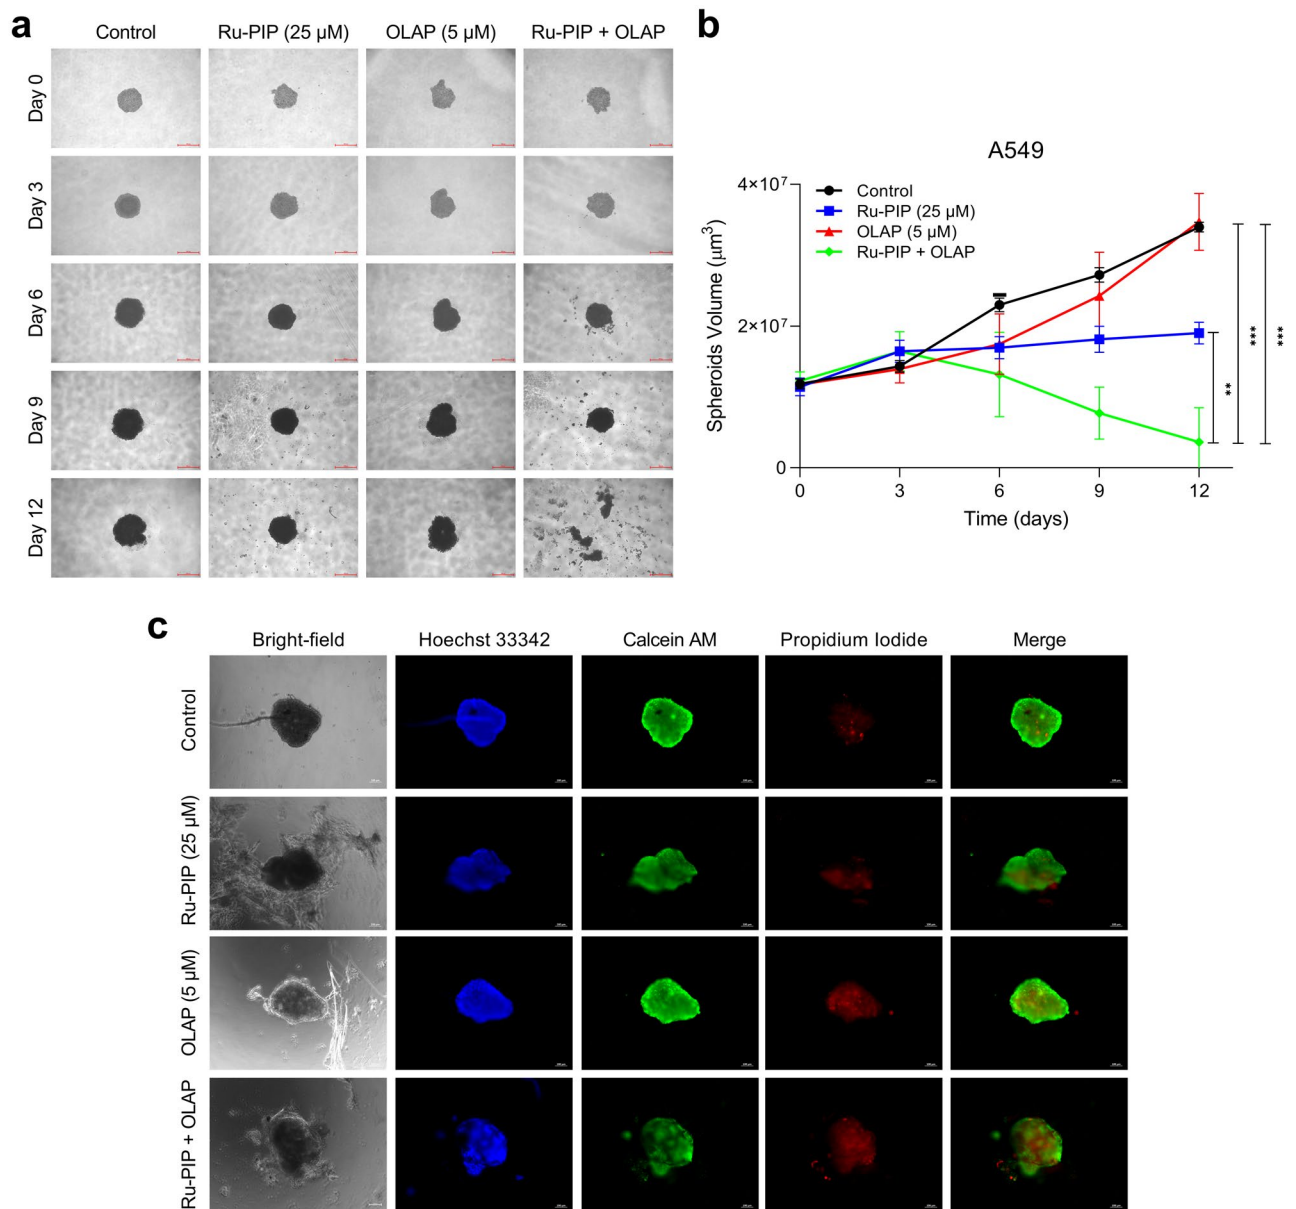 a
Control
Ru-PIP (25 µM)
OLAP (5 µM)
Ru-PIP + OLAP
Day 0
Day 3
Day 6
Day 9
Day 12
b
A549
Spheroids Volume (µm³)
4×10⁷
2×10⁷
0
Control
Ru-PIP (25 µM)
OLAP (5 µM)
Ru-PIP + OLAP
**
***
***
0 3 6 9 12
Time (days)
c
Bright-field
Hoechst 33342
Calcein AM
Propidium Iodide
Merge
Control
Ru-PIP (25 µM)
OLAP (5 µM)
Ru-PIP + OLAP